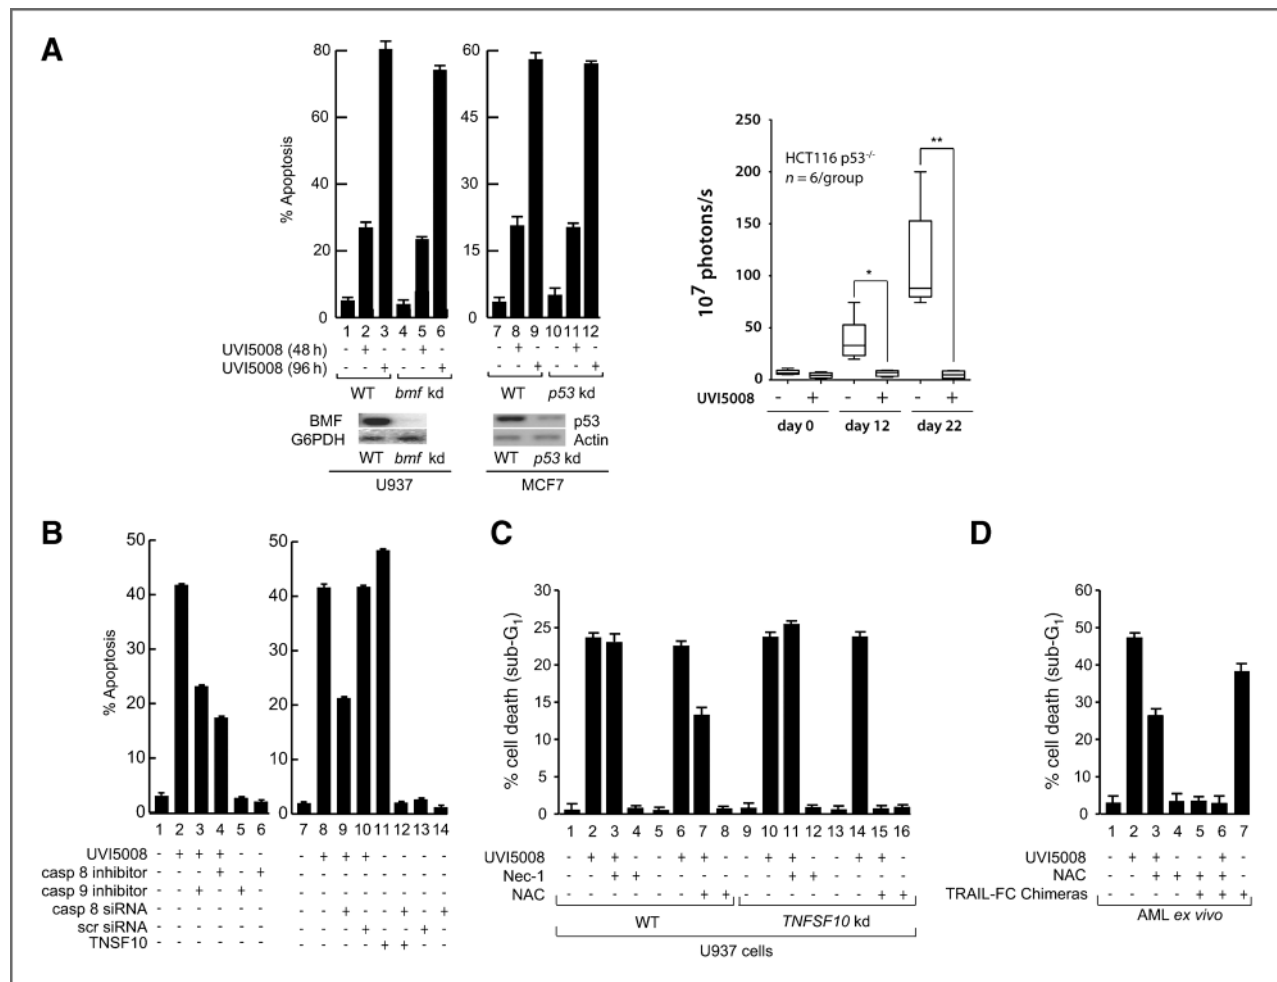 A
80
60
40
20
0
% Apoptosis
60
45
30
15
0
1 2 3 4 5 6
7 8 9 10 11 12
UVI5008 (48 h) - + - - + - - + - - + -
UVI5008 (96 h) - - + - - + - - + - - +
WT bmf kd
WT p53 kd
BMF
G6PDH
p53
Actin
WT bmf kd
WT p53 kd
U937
MCF7
250
200
150
100
50
0
10⁷ photons/s
HCT116 p53-/-
n = 6/group
*
**
UVI5008 - + - + - +
day 0 day 12 day 22
B
50
40
30
20
10
0
% Apoptosis
50
40
30
20
10
0
1 2 3 4 5 6 7 8 9 10 11 12 13 14
UVI5008 - + + + - - - + + + - - - -
casp 8 inhibitor - - - + - + - - - - - - - -
casp 9 inhibitor - - + - + - - - - - - - - -
casp 8 siRNA - - - - - - - - + - - + - +
scr siRNA - - - - - - - - - + - - + -
TNSF10 - - - - - - - - - - + + - -
C
30
25
20
15
10
5
0
% cell death (sub-G₁)
1 2 3 4 5 6 7 8 9 10 11 12 13 14 15 16
UVI5008 - + + - - + + - - + + - - + + -
Nec-1 - - + + - - - - - - + + - - - -
NAC - - - - - - + + - - - - - - + +
WT TNFSF10 kd
U937 cells
D
60
50
40
30
20
10
0
% cell death (sub-G₁)
1 2 3 4 5 6 7
UVI5008 - + + - - + -
NAC - - + + + + -
TRAIL-FC Chimeras - - - - + + +
AML ex vivo